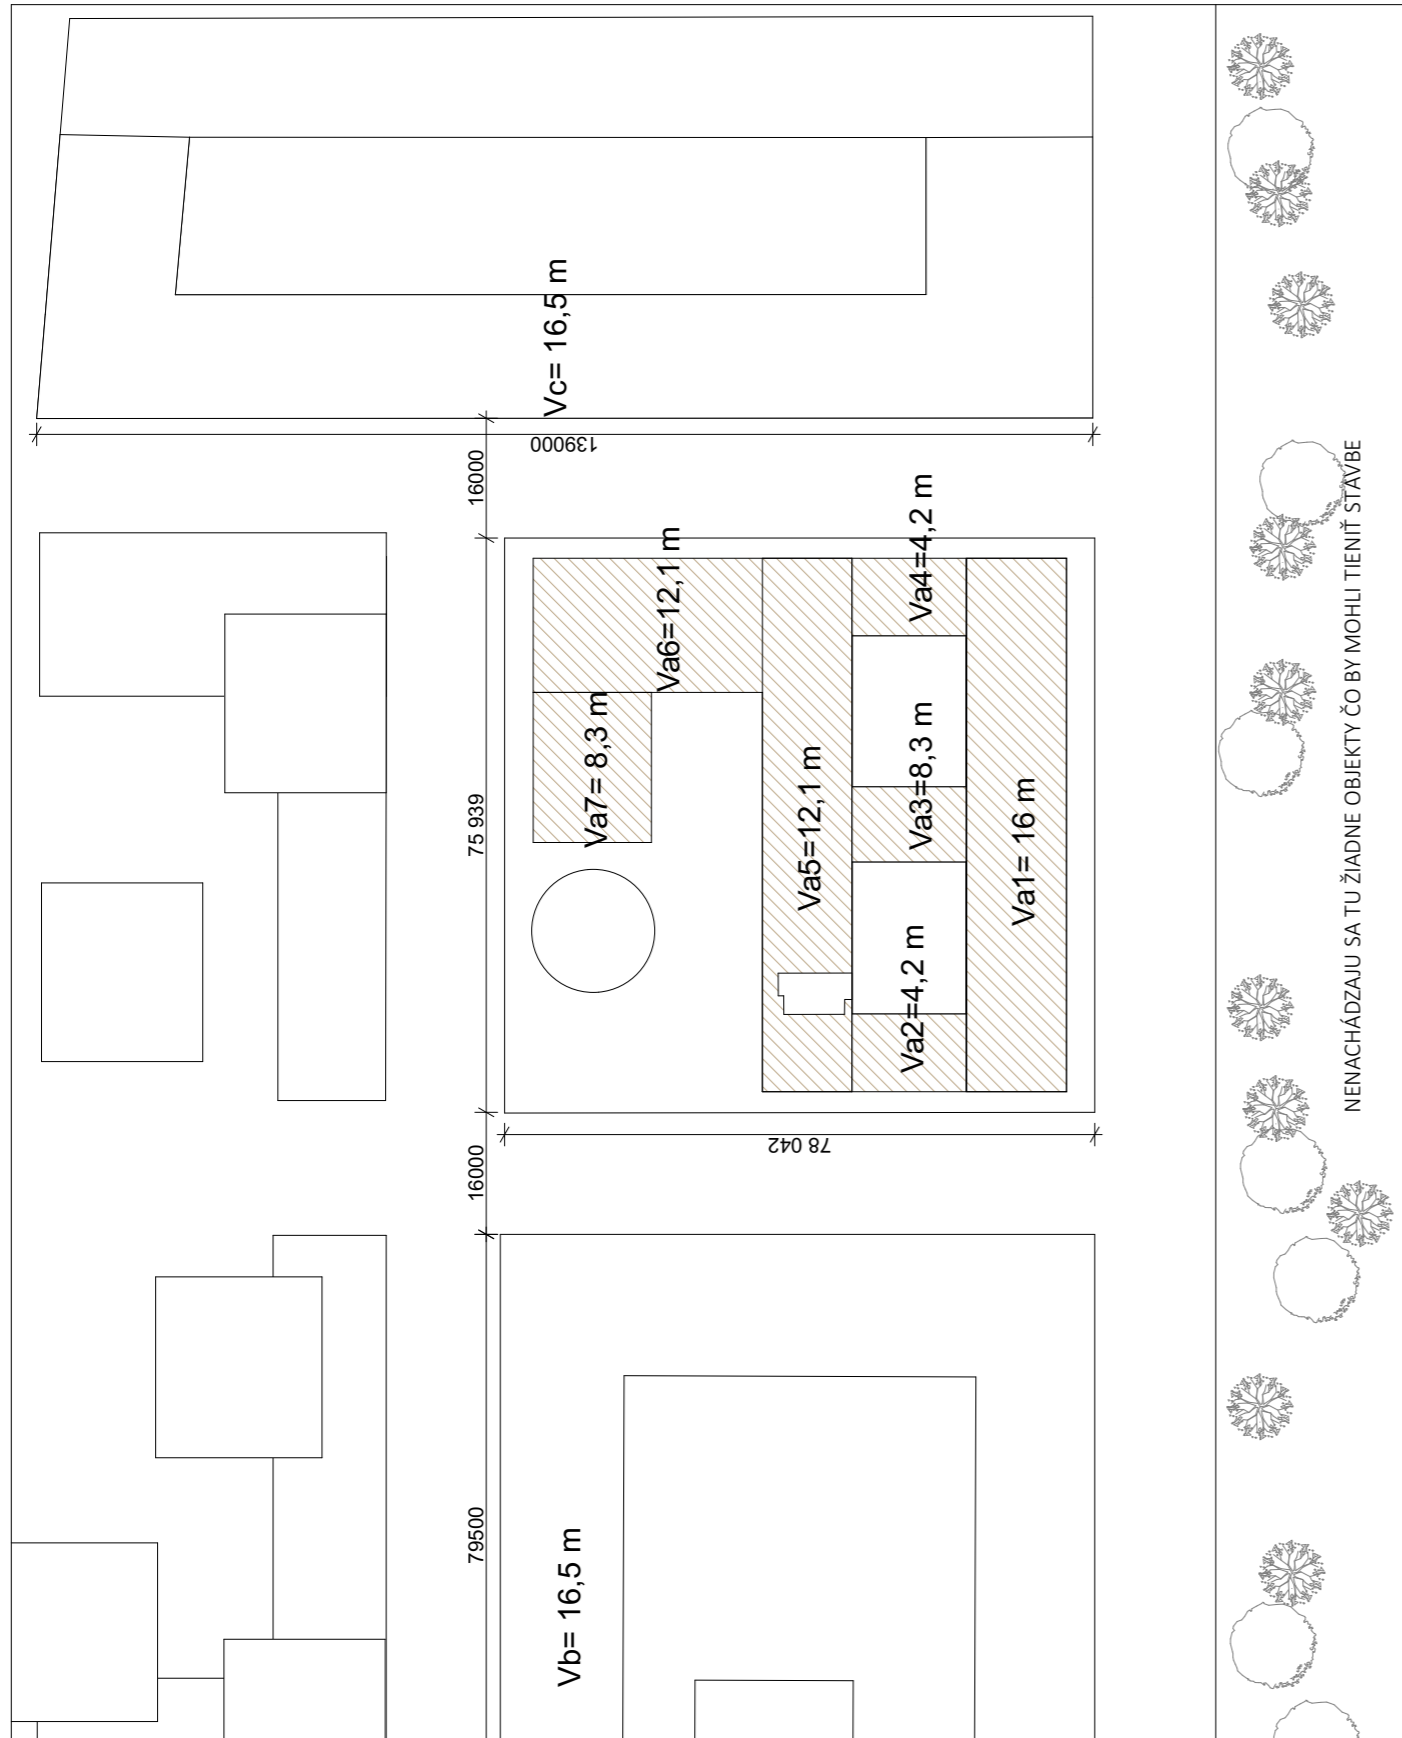 Vc= 16,5 m
139000
16000
Va4=4,2 m
Va6=12,1 m
Va7= 8,3 m
Va3=8,3 m
Va5=12,1 m
Va1= 16 m
75 939
Va2=4,2 m
78 042
16000
NENACHÁDZAJU SA TU ŽIADNE OBJEKTY ČO BY MOHLI TIENIŤ STAVBE
79500
Vb= 16,5 m